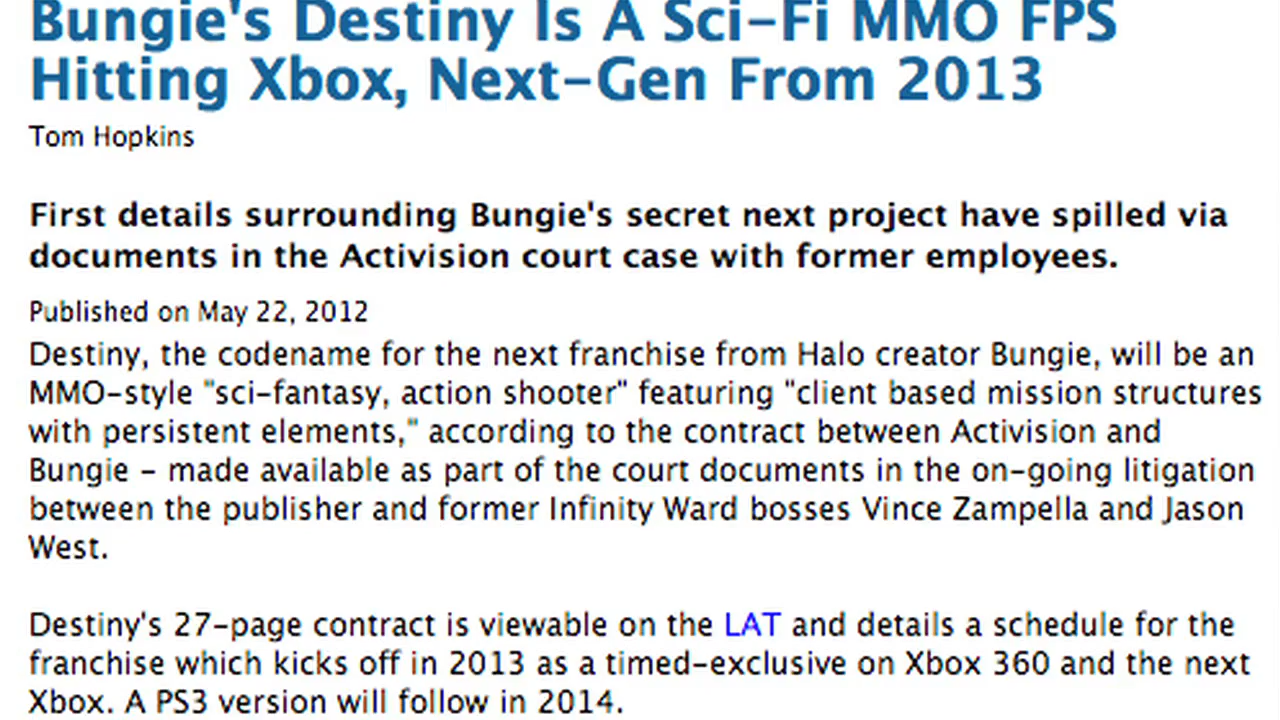 Bungie's Destiny Is A Sci-Fi MMO FPS
Hitting Xbox, Next-Gen From 2013
Tom Hopkins
First details surrounding Bungie's secret next project have spilled via
documents in the Activision court case with former employees.
Published on May 22, 2012
Destiny, the codename for the next franchise from Halo creator Bungie, will be an
MMO-style "sci-fantasy, action shooter" featuring "client based mission structures
with persistent elements," according to the contract between Activision and
Bungie – made available as part of the court documents in the on-going litigation
between the publisher and former Infinity Ward bosses Vince Zampella and Jason
West.
Destiny's 27-page contract is viewable on the LAT and details a schedule for the
franchise which kicks off in 2013 as a timed-exclusive on Xbox 360 and the next
Xbox. A PS3 version will follow in 2014.